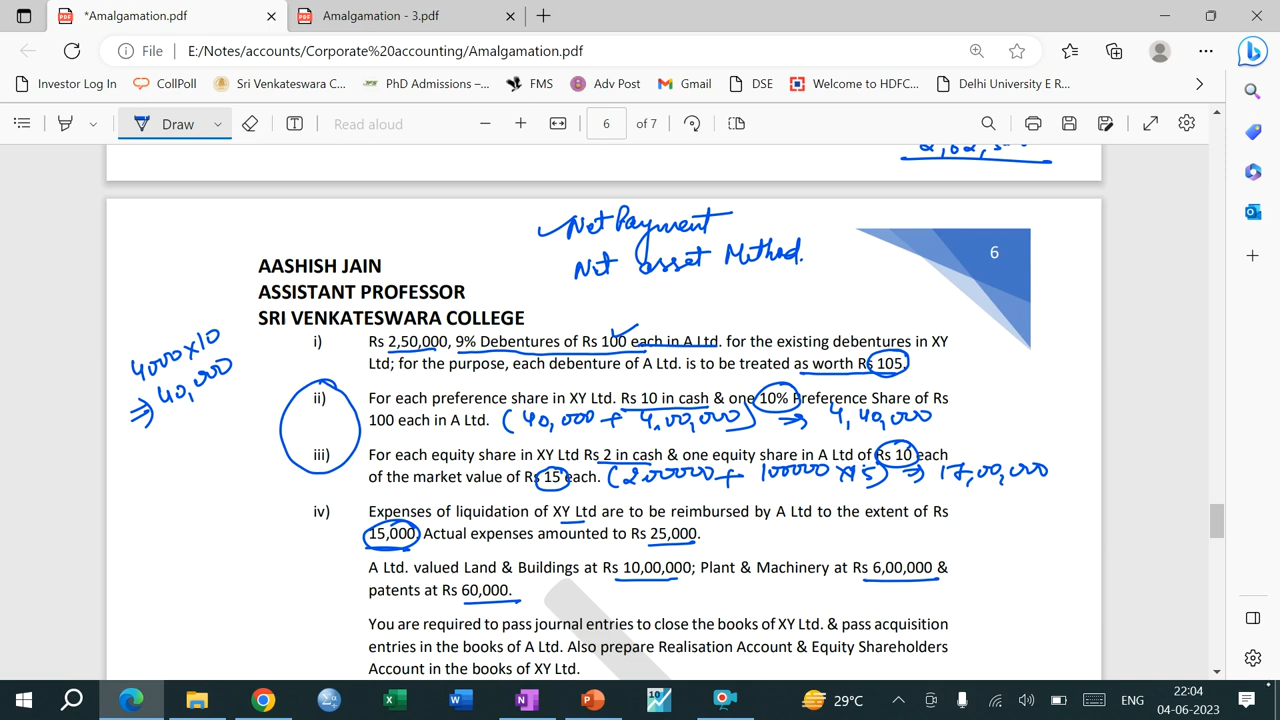 *Amalgamation.pdf
Amalgamation - 3.pdf
File E:/Notes/accounts/Corporate%20accounting/Amalgamation.pdf
Investor Log In CollPoll Sri Venkateswara C... PhD Admissions –... FMS Adv Post Gmail DSE Welcome to HDFC... Delhi University E R...
Draw Read aloud 6 of 7
Net Payment
Net asset Method.
6
AASHISH JAIN
ASSISTANT PROFESSOR
SRI VENKATESWARA COLLEGE
4000 x 10
⇒ 40,000
i) Rs 2,50,000, 9% Debentures of Rs 100 each in A Ltd. for the existing debentures in XY
Ltd; for the purpose, each debenture of A Ltd. is to be treated as worth Rs 105.
ii) For each preference share in XY Ltd. Rs 10 in cash & one 10% Preference Share of Rs
100 each in A Ltd. (40,000 + 4,00,000) ⇒ 4,40,000
iii) For each equity share in XY Ltd Rs 2 in cash & one equity share in A Ltd of Rs 10 each
of the market value of Rs 15 each. (200000 + 100000 x 15) ⇒ 17,00,000
iv) Expenses of liquidation of XY Ltd are to be reimbursed by A Ltd to the extent of Rs
15,000. Actual expenses amounted to Rs 25,000.
A Ltd. valued Land & Buildings at Rs 10,00,000; Plant & Machinery at Rs 6,00,000 &
patents at Rs 60,000.
You are required to pass journal entries to close the books of XY Ltd. & pass acquisition
entries in the books of A Ltd. Also prepare Realisation Account & Equity Shareholders
Account in the books of XY Ltd.
29°C ENG 22:04
04-06-2023